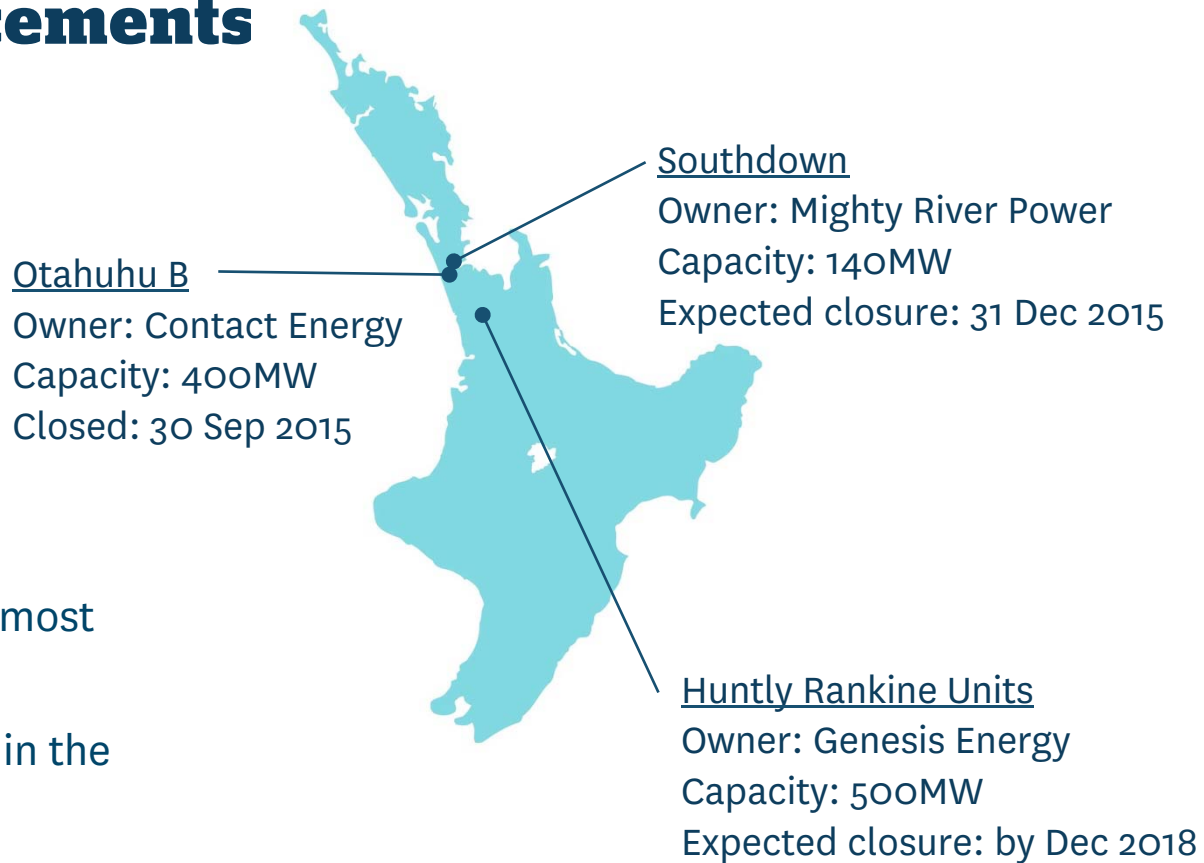 Southdown
Owner: Mighty River Power
Capacity: 140MW
Expected closure: 31 Dec 2015
Otahuhu B
Owner: Contact Energy
Capacity: 400MW
Closed: 30 Sep 2015
most
in the
Huntly Rankine Units
Owner: Genesis Energy
Capacity: 500MW
Expected closure: by Dec 2018